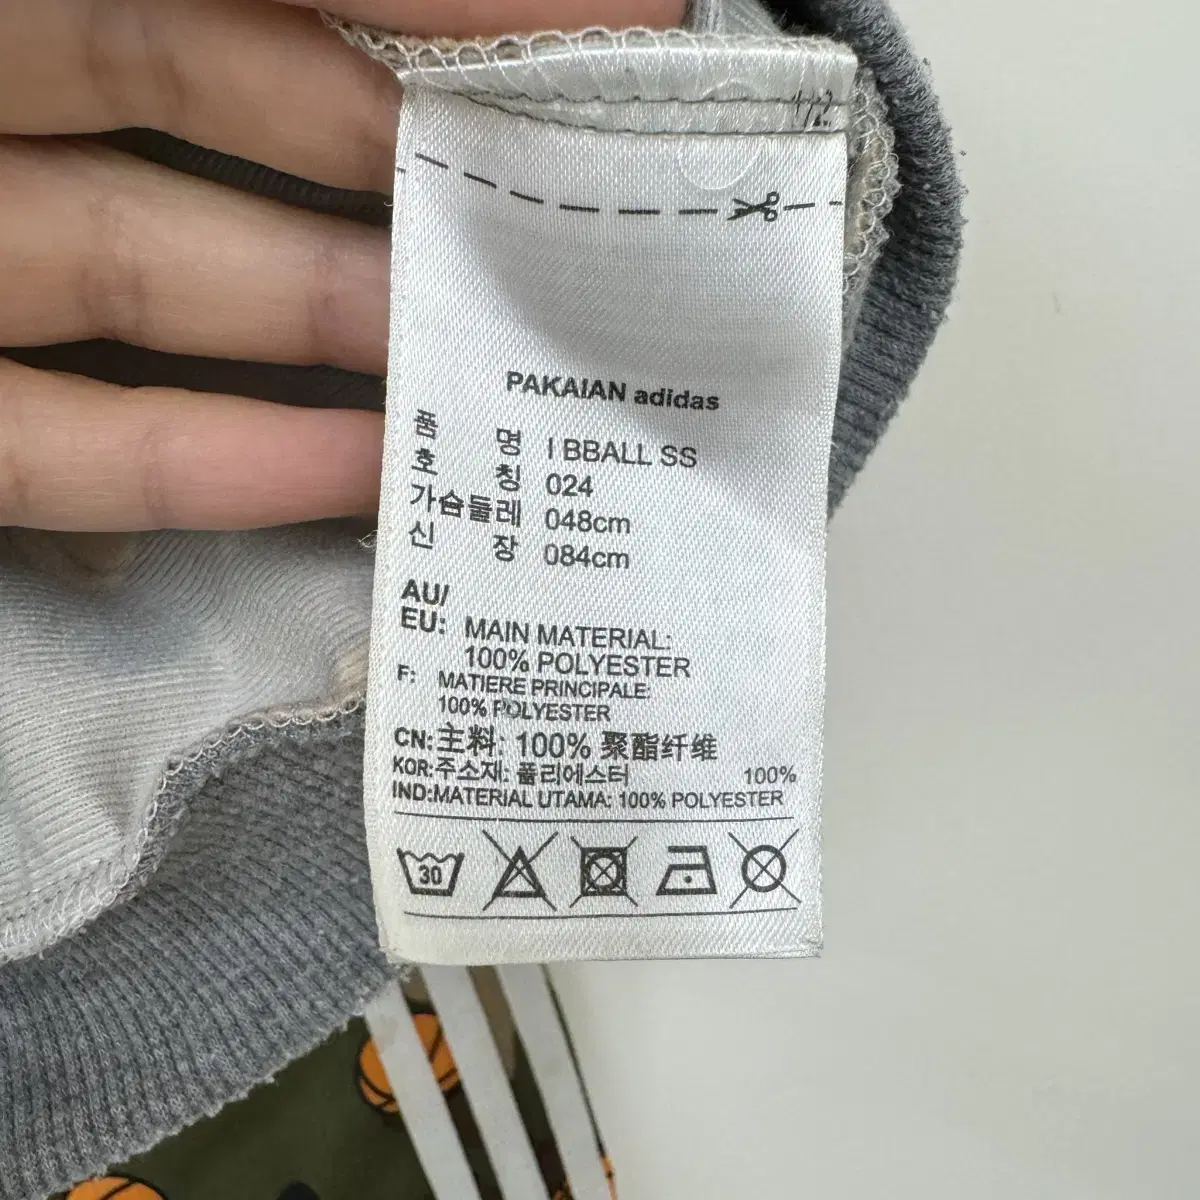 1/2
PAKAIAN adidas
품 명 I BBALL SS
호 칭 024
가슴둘레 048cm
신 장 084cm
AU/
EU: MAIN MATERIAL:
100% POLYESTER
F: MATIERE PRINCIPALE:
100% POLYESTER
CN:主料: 100% 聚酯纤维
KOR:주소재: 폴리에스터 100%
IND:MATERIAL UTAMA: 100% POLYESTER
30